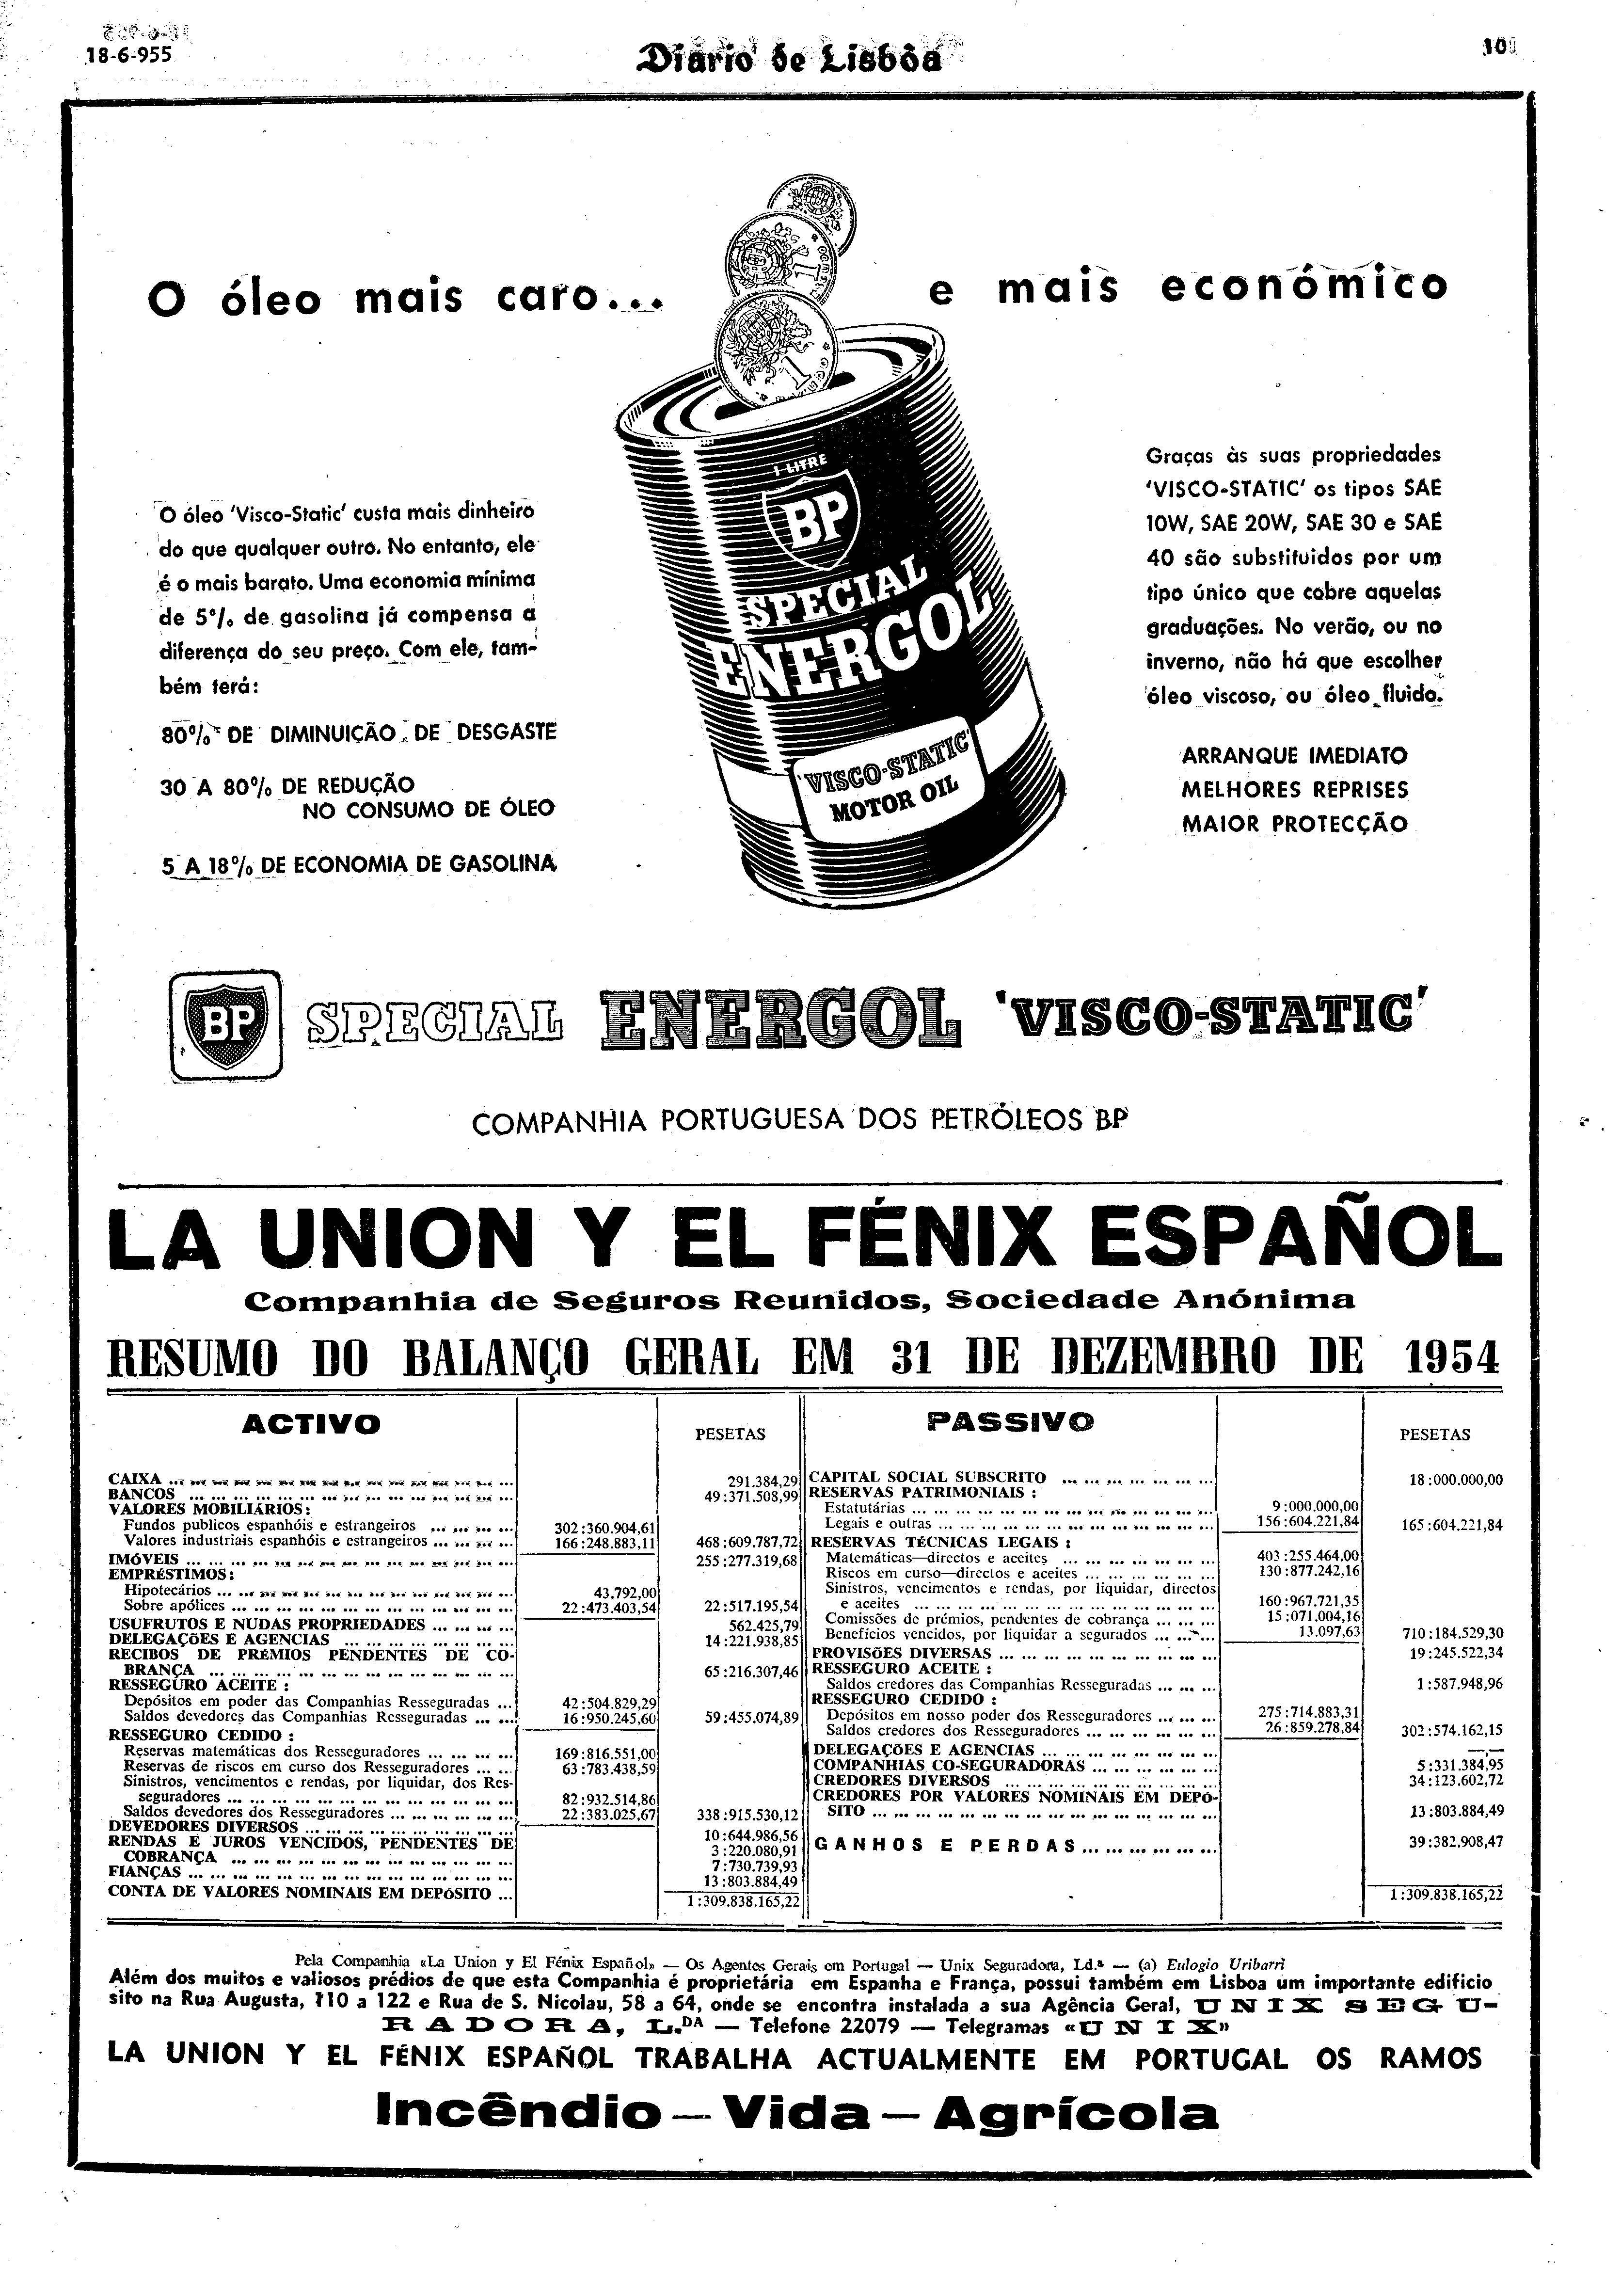 18-6-955
Diário de Lisbôa
10
O óleo mais caro...
e mais económico
1 LITRE
BP
SPECIAL
ENERGOL
'VISCO-STATIC'
MOTOR OIL
O óleo 'Visco-Static' custa mais dinheiro
do que qualquer outro. No entanto, ele
é o mais barato. Uma economia mínima
de 5% de gasolina já compensa a
diferença do seu preço. Com ele, tam-
bém terá:
80% DE DIMINUIÇÃO DE DESGASTE
30 A 80% DE REDUÇÃO
NO CONSUMO DE ÓLEO
5 A 18% DE ECONOMIA DE GASOLINA
Graças às suas propriedades
'VISCO-STATIC' os tipos SAE
10W, SAE 20W, SAE 30 e SAE
40 são substituidos por um
tipo único que cobre aquelas
graduações. No verão, ou no
inverno, não há que escolher
óleo viscoso, ou óleo fluido.
ARRANQUE IMEDIATO
MELHORES REPRISES
MAIOR PROTECÇÃO
BP SPECIAL ENERGOL 'VISCO-STATIC'
COMPANHIA PORTUGUESA DOS PETRÓLEOS BP
LA UNION Y EL FÉNIX ESPAÑOL
Companhia de Seguros Reunidos, Sociedade Anónima
RESUMO DO BALANÇO GERAL EM 31 DE DEZEMBRO DE 1954
ACTIVO
PESETAS
CAIXA ... 291.384,29
BANCOS ... 49:371.508,99
VALORES MOBILIÁRIOS:
Fundos publicos espanhóis e estrangeiros ... 302:360.904,61
Valores industriais espanhóis e estrangeiros ... 166:248.883,11 468:609.787,72
IMÓVEIS ... 255:277.319,68
EMPRÉSTIMOS:
Hipotecários ... 43.792,00
Sobre apólices ... 22:473.403,54 22:517.195,54
USUFRUTOS E NUDAS PROPRIEDADES ... 562.425,79
DELEGAÇÕES E AGENCIAS ... 14:221.938,85
RECIBOS DE PRÉMIOS PENDENTES DE CO-
BRANÇA ... 65:216.307,46
RESSEGURO ACEITE :
Depósitos em poder das Companhias Resseguradas ... 42:504.829,29
Saldos devedores das Companhias Resseguradas ... 16:950.245,60 59:455.074,89
RESSEGURO CEDIDO :
Reservas matemáticas dos Resseguradores ... 169:816.551,00
Reservas de riscos em curso dos Resseguradores ... 63:783.438,59
Sinistros, vencimentos e rendas, por liquidar, dos Res-
seguradores ... 82:932.514,86
Saldos devedores dos Resseguradores ... 22:383.025,67 338:915.530,12
DEVEDORES DIVERSOS ... 10:644.986,56
RENDAS E JUROS VENCIDOS, PENDENTES DE
COBRANÇA ... 3:220.080,91
FIANÇAS ... 7:730.739,93
CONTA DE VALORES NOMINAIS EM DEPÓSITO ... 13:803.884,49
1:309.838.165,22
PASSIVO
PESETAS
CAPITAL SOCIAL SUBSCRITO ... 18:000.000,00
RESERVAS PATRIMONIAIS :
Estatutárias ... 9:000.000,00
Legais e outras ... 156:604.221,84 165:604.221,84
RESERVAS TÉCNICAS LEGAIS :
Matemáticas—directos e aceites ... 403:255.464,00
Riscos em curso—directos e aceites ... 130:877.242,16
Sinistros, vencimentos e rendas, por liquidar, directos
e aceites ... 160:967.721,35
Comissões de prémios, pendentes de cobrança ... 15:071.004,16
Benefícios vencidos, por liquidar a segurados ... 13.097,63 710:184.529,30
PROVISÕES DIVERSAS ... 19:245.522,34
RESSEGURO ACEITE :
Saldos credores das Companhias Resseguradas ... 1:587.948,96
RESSEGURO CEDIDO :
Depósitos em nosso poder dos Resseguradores ... 275:714.883,31
Saldos credores dos Resseguradores ... 26:859.278,84 302:574.162,15
DELEGAÇÕES E AGENCIAS ... —,—
COMPANHIAS CO-SEGURADORAS ... 5:331.384,95
CREDORES DIVERSOS ... 34:123.602,72
CREDORES POR VALORES NOMINAIS EM DEPÓ-
SITO ... 13:803.884,49
GANHOS E PERDAS ... 39:382.908,47
1:309.838.165,22
Pela Companhia «La Union y El Fénix Español» — Os Agentes Gerais em Portugal — Unix Seguradora, Ld.ª — (a) Eulogio Uribarri
Além dos muitos e valiosos prédios de que esta Companhia é proprietária em Espanha e França, possui também em Lisboa um importante edificio
sito na Rua Augusta, 110 a 122 e Rua de S. Nicolau, 58 a 64, onde se encontra instalada a sua Agência Geral, UNIX SEGU-
RADORA, L.DA — Telefone 22079 — Telegramas «UNIX»
LA UNION Y EL FÉNIX ESPAÑOL TRABALHA ACTUALMENTE EM PORTUGAL OS RAMOS
Incêndio — Vida — Agrícola